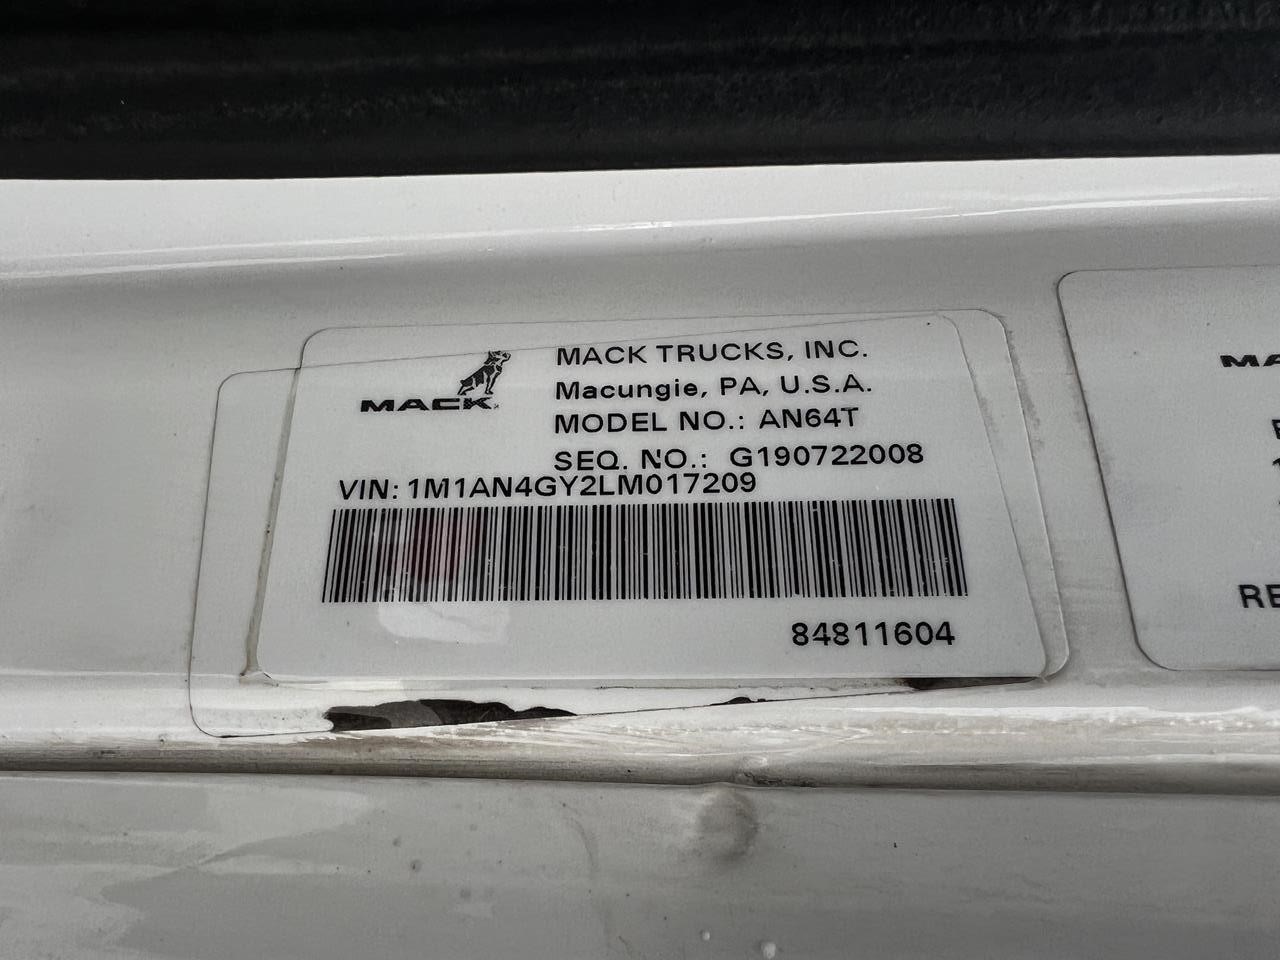 MACK
MACK TRUCKS, INC.
Macungie, PA, U.S.A.
MODEL NO.: AN64T
SEQ. NO.: G190722008
VIN: 1M1AN4GY2LM017209
84811604